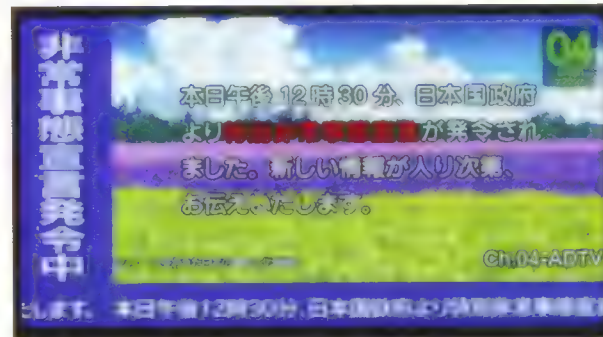 非常事態宣言発令中
04
本日午後12時30分、日本国政府
より が発令され
ました。新しい情報が入り次第、
お伝えいたします。
Ch.04-ADTV
します。 本日午後12時30分、日本国政府より